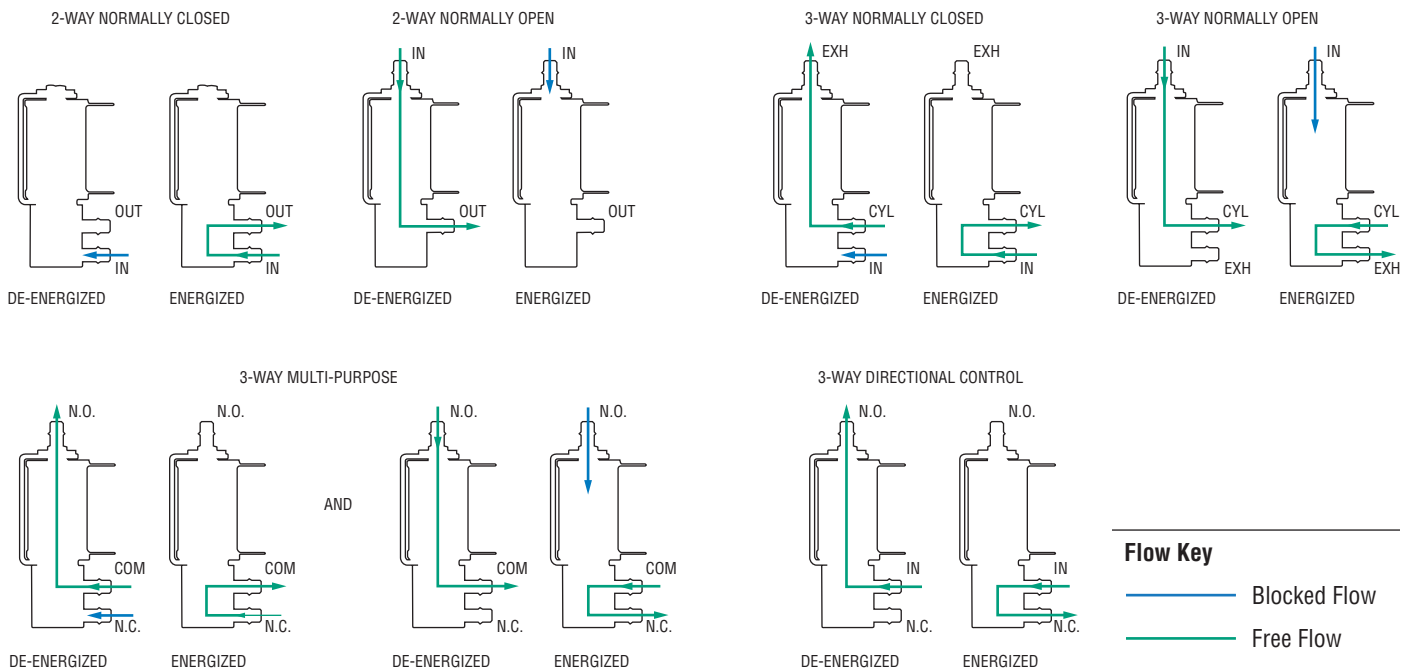 2-WAY NORMALLY CLOSED
2-WAY NORMALLY OPEN
3-WAY NORMALLY CLOSED
3-WAY NORMALLY OPEN
OUT
IN
DE-ENERGIZED
OUT
IN
ENERGIZED
IN
OUT
DE-ENERGIZED
IN
OUT
ENERGIZED
EXH
CYL
IN
DE-ENERGIZED
EXH
CYL
IN
ENERGIZED
IN
CYL
EXH
DE-ENERGIZED
IN
CYL
EXH
ENERGIZED
3-WAY MULTI-PURPOSE
3-WAY DIRECTIONAL CONTROL
N.O.
COM
N.C.
DE-ENERGIZED
N.O.
COM
N.C.
ENERGIZED
AND
N.O.
COM
N.C.
DE-ENERGIZED
N.O.
COM
N.C.
ENERGIZED
N.O.
IN
N.C.
DE-ENERGIZED
N.O.
IN
N.C.
ENERGIZED
Flow Key
Blocked Flow
Free Flow